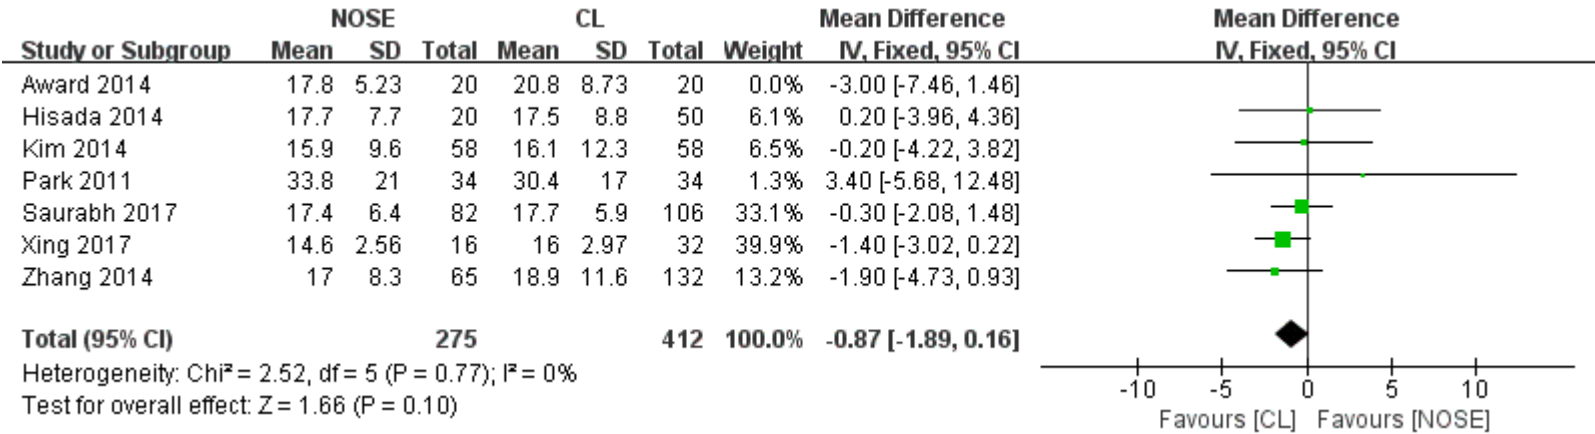 NOSE CL Mean Difference Mean Difference
Study or Subgroup Mean SD Total Mean SD Total Weight IV, Fixed, 95% CI IV, Fixed, 95% CI
Award 2014 17.8 5.23 20 20.8 8.73 20 0.0% -3.00 [-7.46, 1.46]
Hisada 2014 17.7 7.7 20 17.5 8.8 50 6.1% 0.20 [-3.96, 4.36]
Kim 2014 15.9 9.6 58 16.1 12.3 58 6.5% -0.20 [-4.22, 3.82]
Park 2011 33.8 21 34 30.4 17 34 1.3% 3.40 [-5.68, 12.48]
Saurabh 2017 17.4 6.4 82 17.7 5.9 106 33.1% -0.30 [-2.08, 1.48]
Xing 2017 14.6 2.56 16 16 2.97 32 39.9% -1.40 [-3.02, 0.22]
Zhang 2014 17 8.3 65 18.9 11.6 132 13.2% -1.90 [-4.73, 0.93]
Total (95% CI) 275 412 100.0% -0.87 [-1.89, 0.16]
Heterogeneity: Chi² = 2.52, df = 5 (P = 0.77); I² = 0%
Test for overall effect: Z = 1.66 (P = 0.10)
-10 -5 0 5 10
Favours [CL] Favours [NOSE]